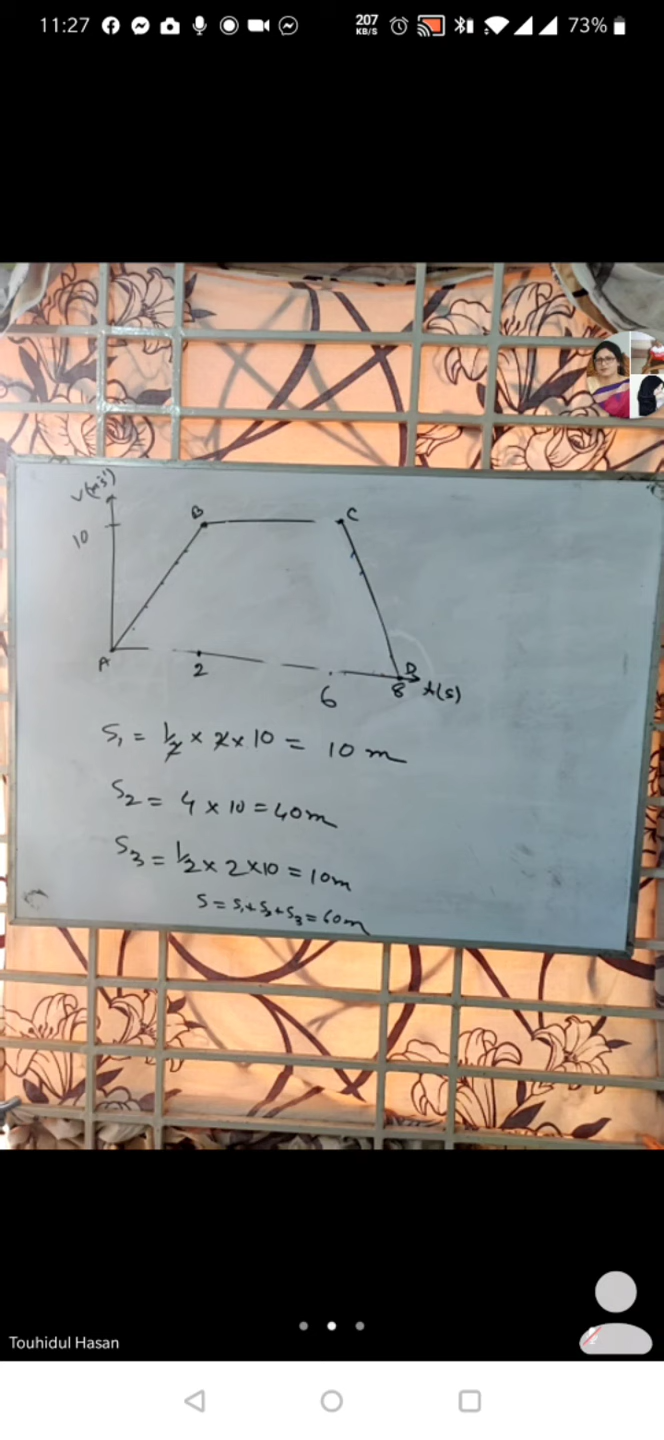 11:27 207 KB/S 73%
V(ms⁻¹)
10
B C
A 2 6 8 D t(s)
S₁ = 1/2 × 2 × 10 = 10 m
S₂ = 4 × 10 = 40m
S₃ = 1/2 × 2 × 10 = 10m
S = S₁ + S₂ + S₃ = 60m
Touhidul Hasan